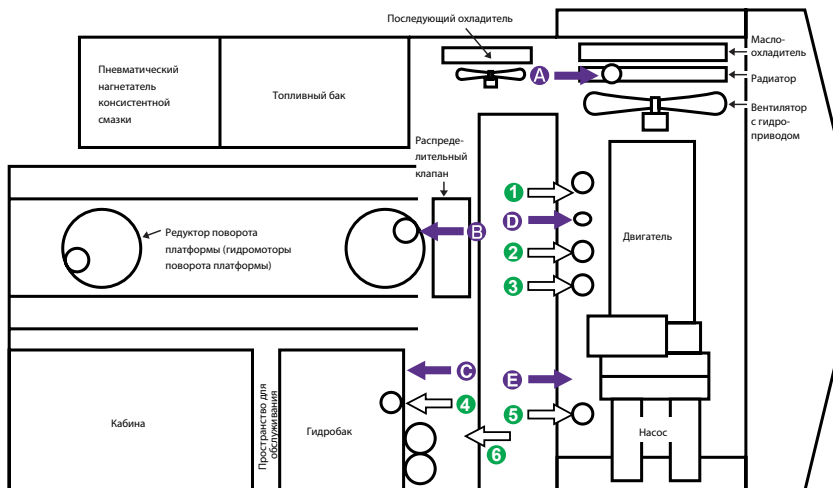 Последующий охладитель
Масло-
охладитель
Радиатор
Вентилятор
с гидро-
приводом
Пневматический
нагнетатель
консистентной
смазки
Топливный бак
A
Распреде-
лительный
клапан
1
D
B
2
3
Редуктор поворота
платформы (гидромоторы
поворота платформы)
Двигатель
C
E
4
5
6
Кабина
Пространство для
обслуживания
Гидробак
Насос